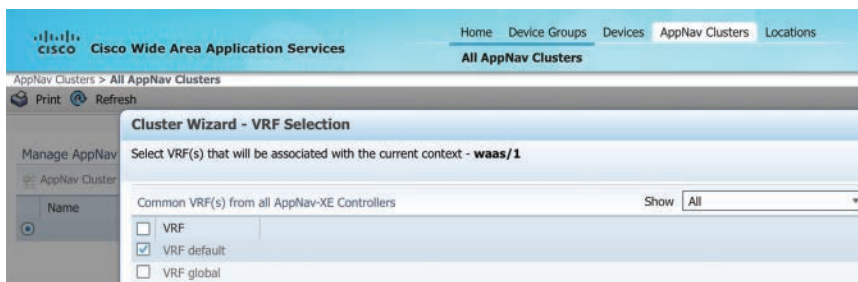 Home Device Groups Devices AppNav Clusters Locations
CISCO Cisco Wide Area Application Services
All AppNav Clusters
AppNav Clusters > All AppNav Clusters
Print Refresh
Cluster Wizard - VRF Selection
Manage AppNav
Select VRF(s) that will be associated with the current context - waas/1
AppNav Cluster
Name
Common VRF(s) from all AppNav-XE Controllers Show All
VRF
VRF default
VRF global